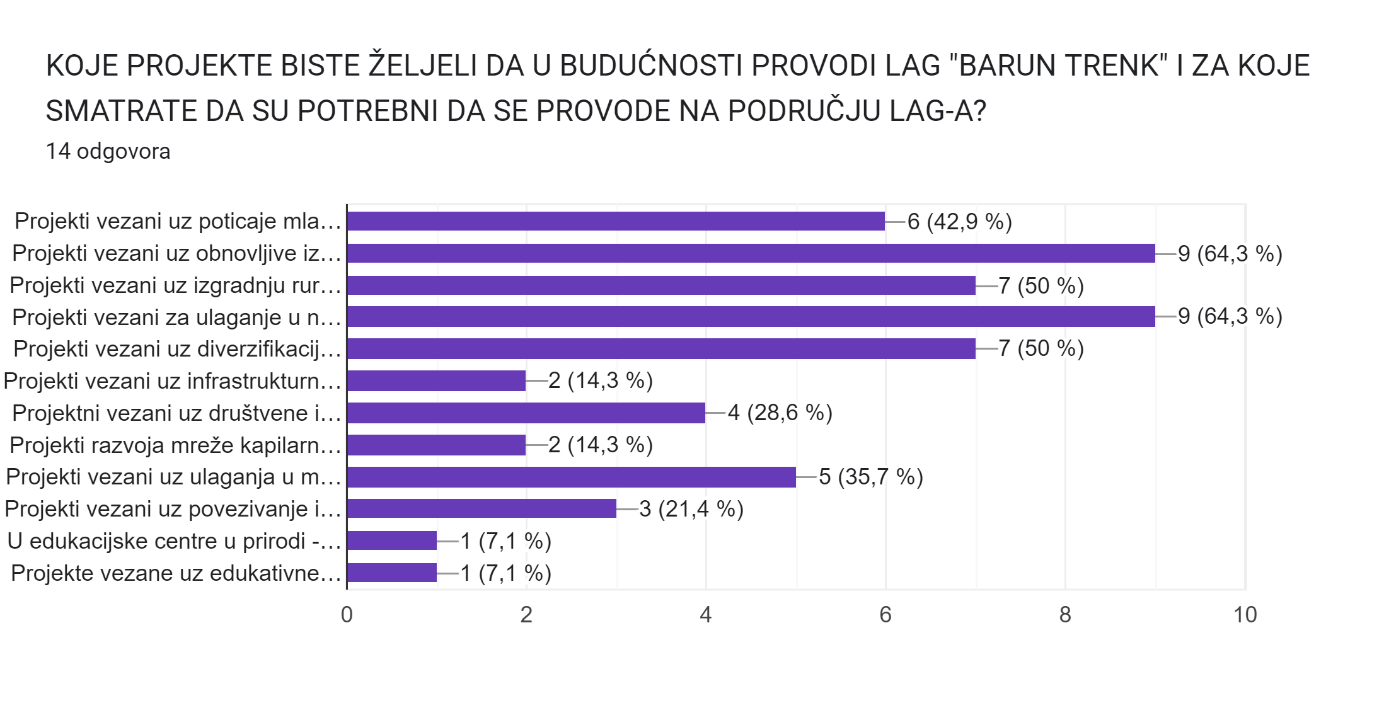 KOJE PROJEKTE BISTE ŽELJELI DA U BUDUĆNOSTI PROVODI LAG "BARUN TRENK" I ZA KOJE
SMATRATE DA SU POTREBNI DA SE PROVODE NA PODRUČJU LAG-A?
14 odgovora
Projekti vezani uz poticaje mla… 6 (42,9 %)
Projekti vezani uz obnovljive iz… 9 (64,3 %)
Projekti vezani uz izgradnju rur… 7 (50 %)
Projekti vezani za ulaganje u n… 9 (64,3 %)
Projekti vezani uz diverzifikacij… 7 (50 %)
Projekti vezani uz infrastrukturn… 2 (14,3 %)
Projektni vezani uz društvene i… 4 (28,6 %)
Projekti razvoja mreže kapilarn… 2 (14,3 %)
Projekti vezani uz ulaganja u m… 5 (35,7 %)
Projekti vezani uz povezivanje i… 3 (21,4 %)
U edukacijske centre u prirodi -… 1 (7,1 %)
Projekte vezane uz edukativne… 1 (7,1 %)
0 2 4 6 8 10